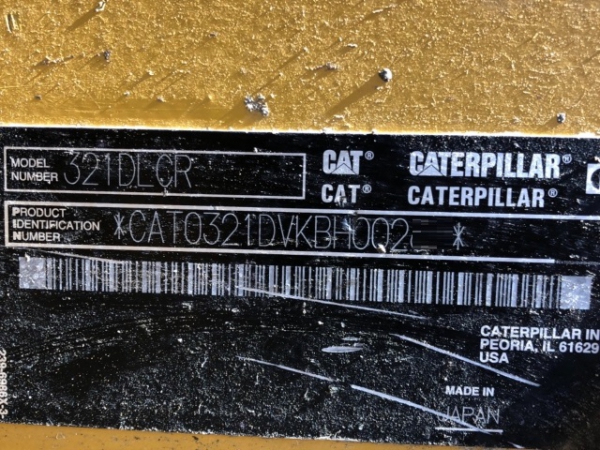 MODEL NUMBER 321DLCR
CAT® CATERPILLAR®
CAT® CATERPILLAR®
PRODUCT IDENTIFICATION NUMBER *CAT0321DVKBH002 *
CATERPILLAR IN
PEORIA, IL 61629
USA
MADE IN
JAPAN